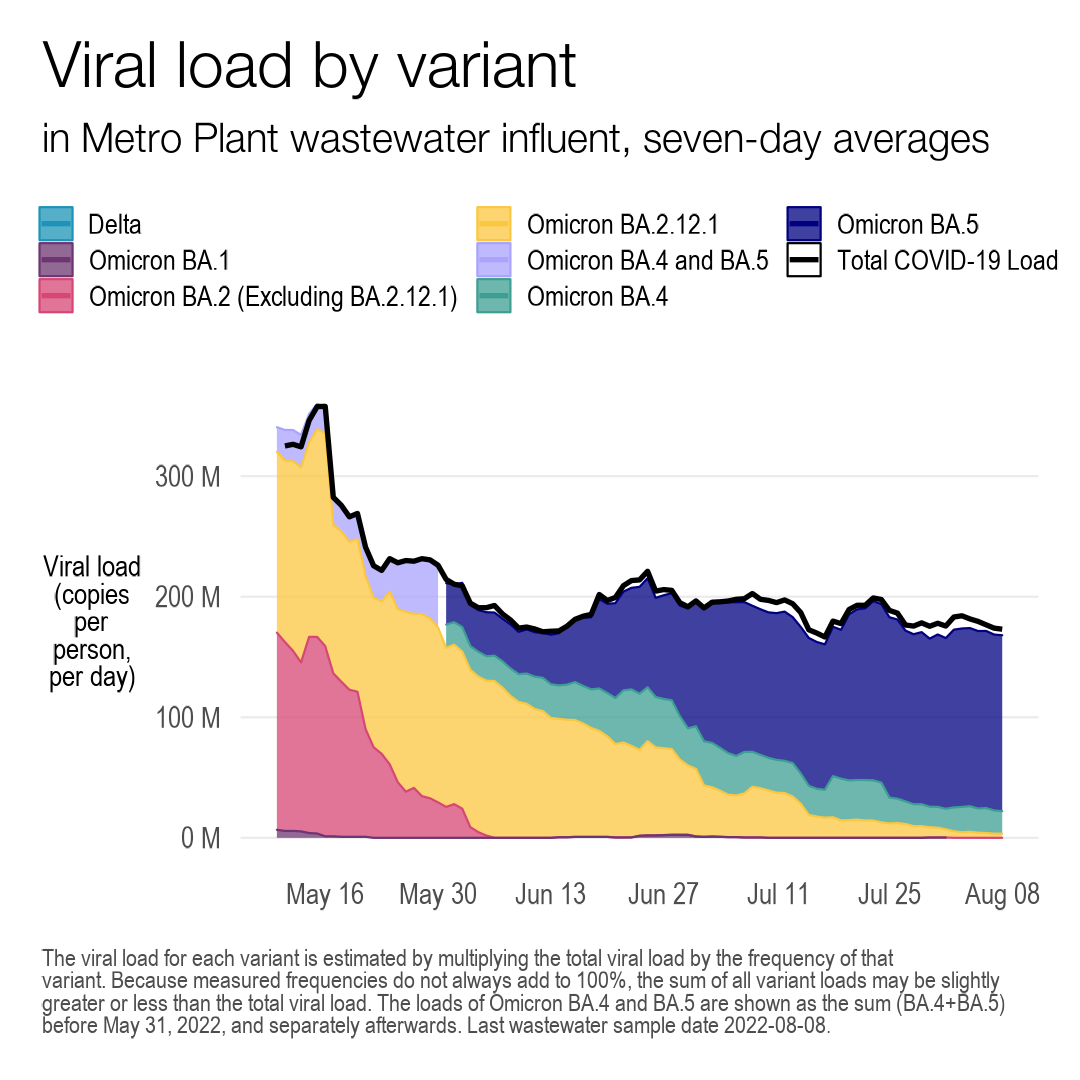 Viral load by variant
in Metro Plant wastewater influent, seven-day averages
Delta
Omicron BA.1
Omicron BA.2 (Excluding BA.2.12.1)
Omicron BA.2.12.1
Omicron BA.4 and BA.5
Omicron BA.4
Omicron BA.5
Total COVID-19 Load
Viral load
(copies
per
person,
per day)
300 M
200 M
100 M
0 M
May 16
May 30
Jun 13
Jun 27
Jul 11
Jul 25
Aug 08
The viral load for each variant is estimated by multiplying the total viral load by the frequency of that
variant. Because measured frequencies do not always add to 100%, the sum of all variant loads may be slightly
greater or less than the total viral load. The loads of Omicron BA.4 and BA.5 are shown as the sum (BA.4+BA.5)
before May 31, 2022, and separately afterwards. Last wastewater sample date 2022-08-08.